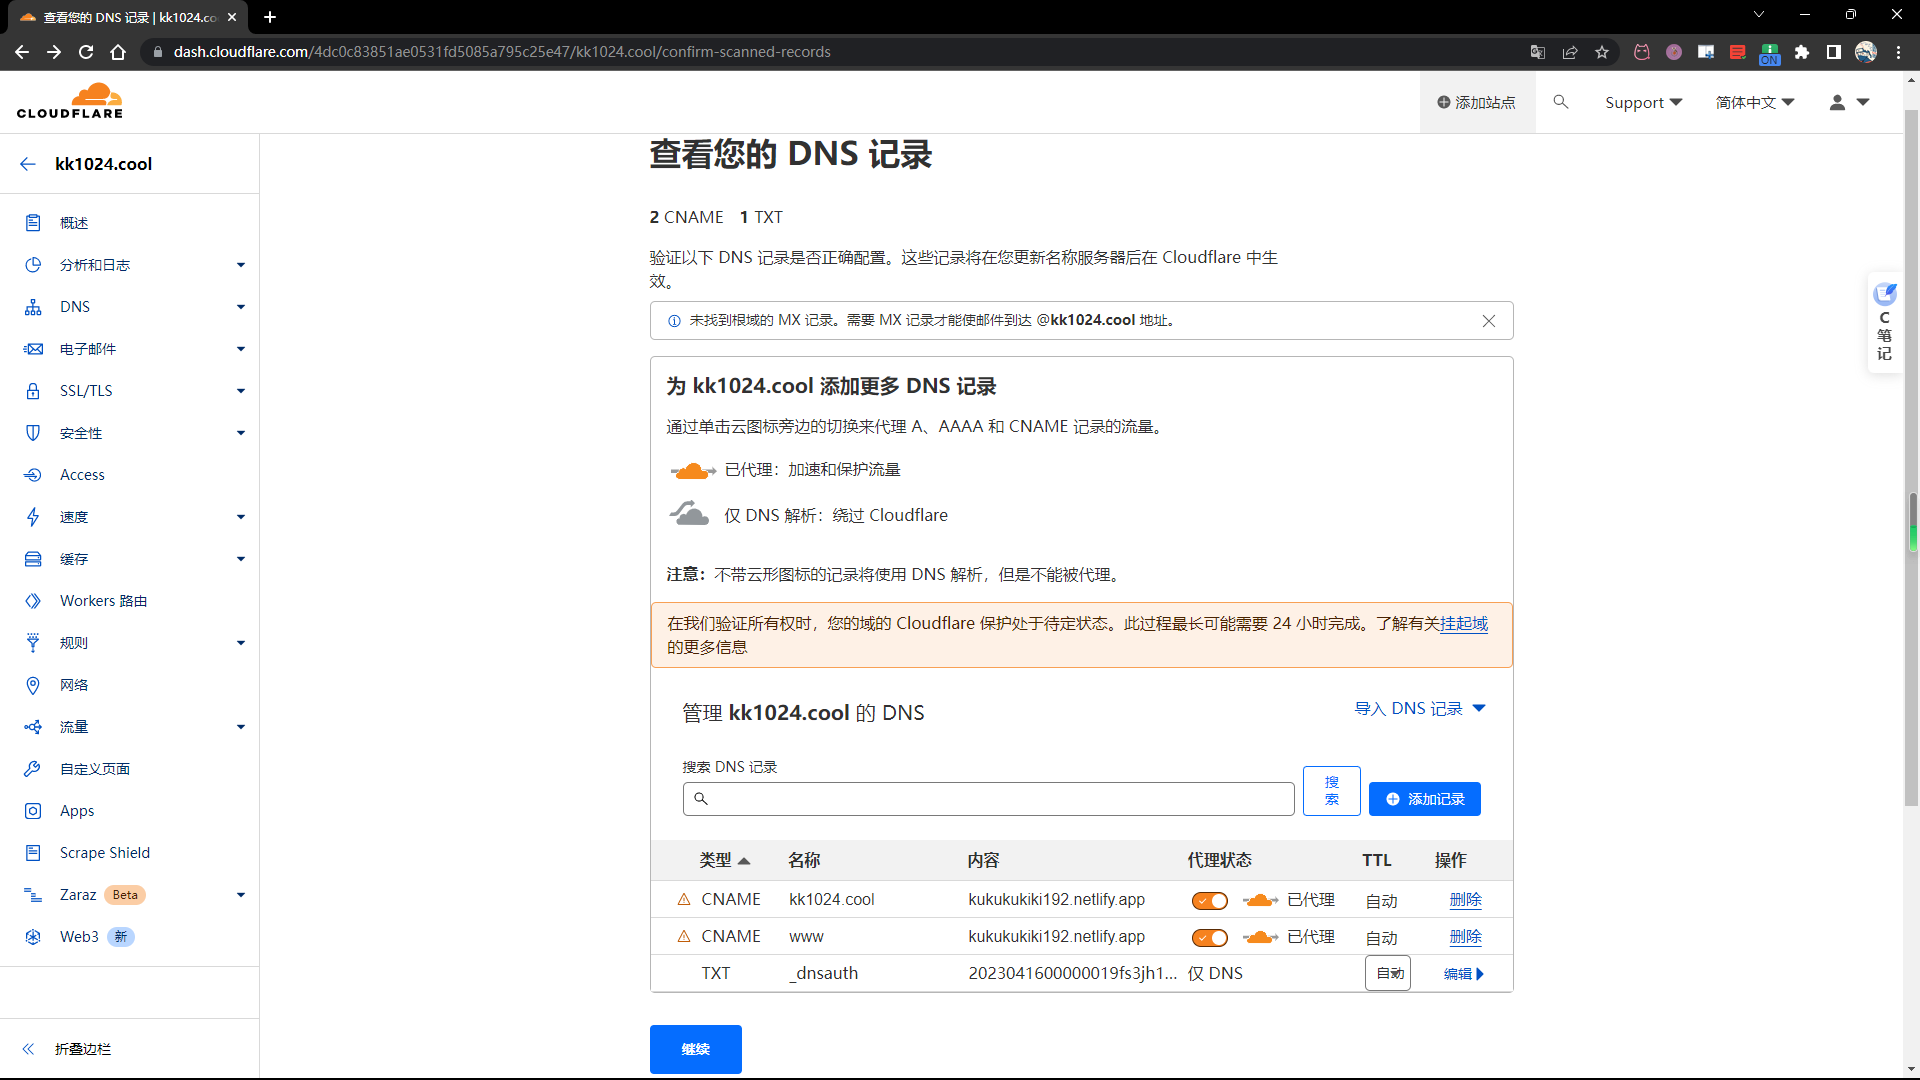 查看您的 DNS 记录 | kk1024.co
dash.cloudflare.com/4dc0c83851ae0531fd5085a795c25e47/kk1024.cool/confirm-scanned-records
ON
CLOUDFLARE
添加站点
Support
简体中文
kk1024.cool
概述
分析和日志
DNS
电子邮件
SSL/TLS
安全性
Access
速度
缓存
Workers 路由
规则
网络
流量
自定义页面
Apps
Scrape Shield
Zaraz Beta
Web3 新
折叠边栏
查看您的 DNS 记录
2 CNAME 1 TXT
验证以下 DNS 记录是否正确配置。这些记录将在您更新名称服务器后在 Cloudflare 中生
效。
未找到根域的 MX 记录。需要 MX 记录才能使邮件到达 @kk1024.cool 地址。
为 kk1024.cool 添加更多 DNS 记录
通过单击云图标旁边的切换来代理 A、AAAA 和 CNAME 记录的流量。
已代理：加速和保护流量
仅 DNS 解析：绕过 Cloudflare
注意：不带云形图标的记录将使用 DNS 解析，但是不能被代理。
在我们验证所有权时，您的域的 Cloudflare 保护处于待定状态。此过程最长可能需要 24 小时完成。了解有关挂起域
的更多信息
管理 kk1024.cool 的 DNS
导入 DNS 记录
搜索 DNS 记录
搜
索
添加记录
类型 名称 内容 代理状态 TTL 操作
CNAME kk1024.cool kukukukiki192.netlify.app 已代理 自动 删除
CNAME www kukukukiki192.netlify.app 已代理 自动 删除
TXT _dnsauth 2023041600000019fs3jh1... 仅 DNS 自动 编辑
继续
C
笔
记